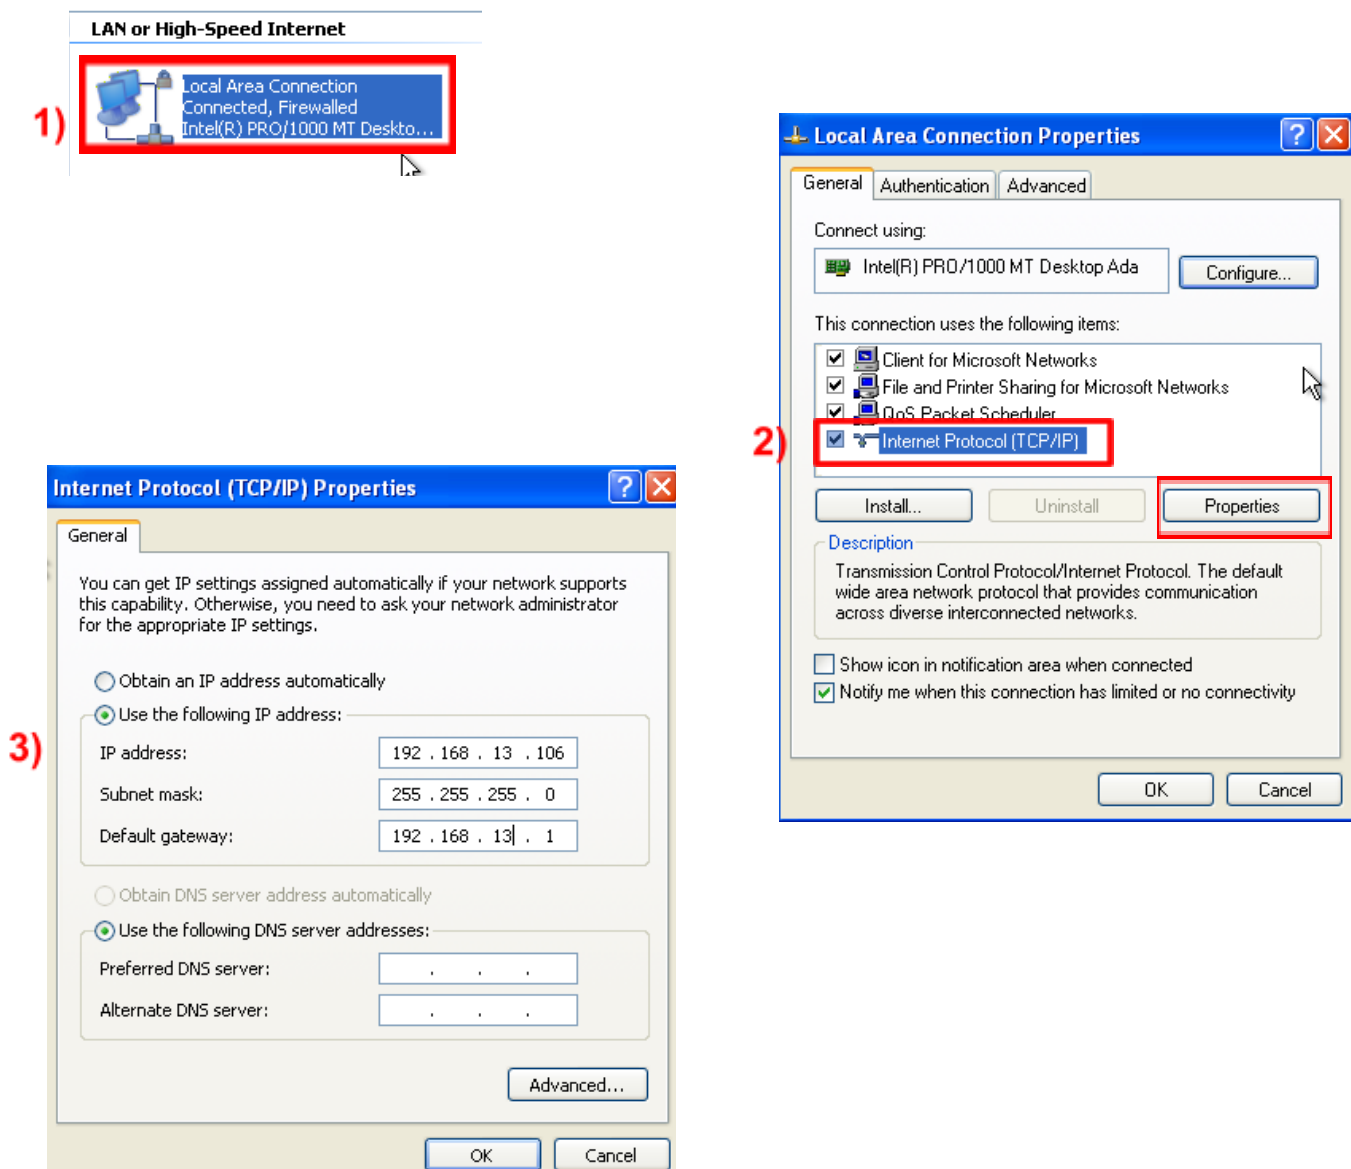 LAN or High-Speed Internet
1)
Local Area Connection
Connected, Firewalled
Intel(R) PRO/1000 MT Deskto...
Local Area Connection Properties
General
Authentication
Advanced
Connect using:
Intel(R) PRO/1000 MT Desktop Ada
Configure...
This connection uses the following items:
Client for Microsoft Networks
File and Printer Sharing for Microsoft Networks
QoS Packet Scheduler
2)
Internet Protocol (TCP/IP)
Install...
Uninstall
Properties
Description
Transmission Control Protocol/Internet Protocol. The default
wide area network protocol that provides communication
across diverse interconnected networks.
Show icon in notification area when connected
Notify me when this connection has limited or no connectivity
OK
Cancel
Internet Protocol (TCP/IP) Properties
General
You can get IP settings assigned automatically if your network supports
this capability. Otherwise, you need to ask your network administrator
for the appropriate IP settings.
Obtain an IP address automatically
Use the following IP address:
3)
IP address: 192 . 168 . 13 . 106
Subnet mask: 255 . 255 . 255 . 0
Default gateway: 192 . 168 . 13 . 1
Obtain DNS server address automatically
Use the following DNS server addresses:
Preferred DNS server: . . .
Alternate DNS server: . . .
Advanced...
OK
Cancel